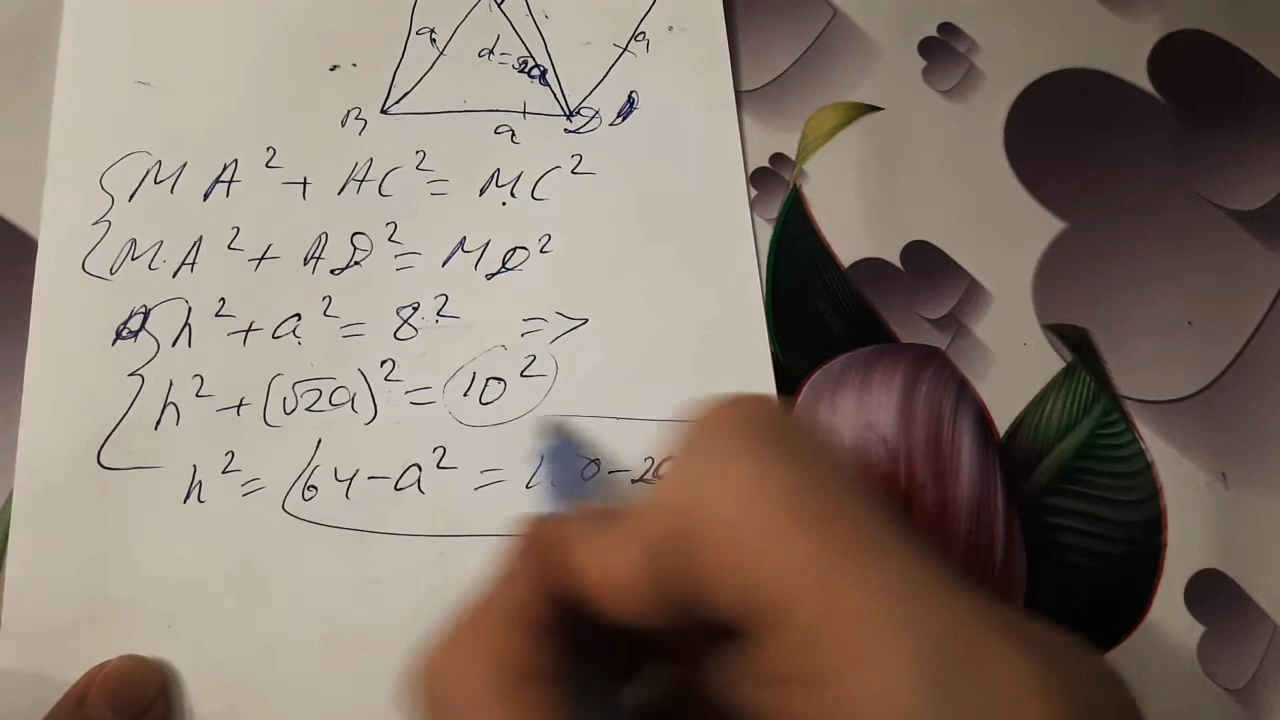 a
d=√2a
a
B
a
D
{MA² + AC² = MC²
{MA² + AD² = MD²
{h² + a² = 8² =>
{h² + (√2a)² = 10²
h² = 64 - a² =